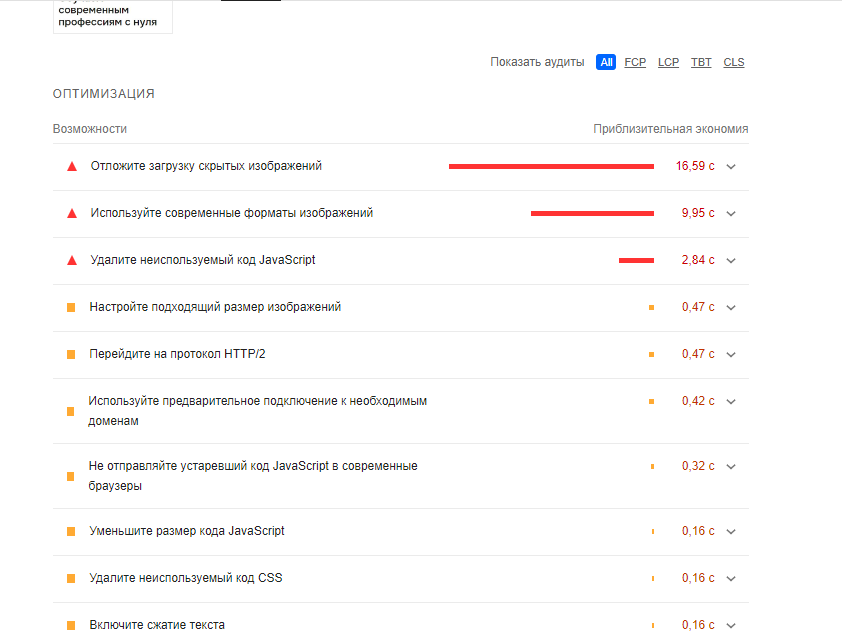 современным
профессиям с нуля
Показать аудиты All FCP LCP TBT CLS
ОПТИМИЗАЦИЯ
Возможности Приблизительная экономия
Отложите загрузку скрытых изображений 16,59 с
Используйте современные форматы изображений 9,95 с
Удалите неиспользуемый код JavaScript 2,84 с
Настройте подходящий размер изображений 0,47 с
Перейдите на протокол HTTP/2 0,47 с
Используйте предварительное подключение к необходимым 0,42 с
доменам
Не отправляйте устаревший код JavaScript в современные 0,32 с
браузеры
Уменьшите размер кода JavaScript 0,16 с
Удалите неиспользуемый код CSS 0,16 с
Включите сжатие текста 0,16 с